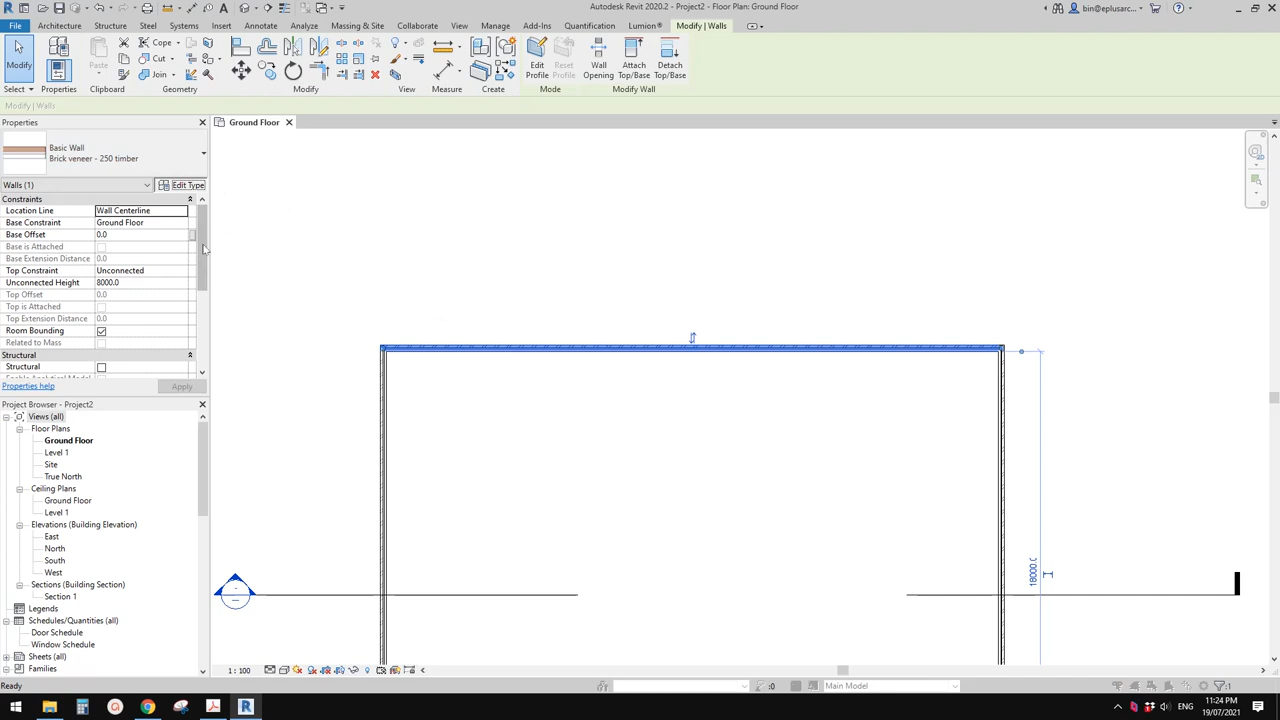 Autodesk Revit 2020.2 - Project2 - Floor Plan: Ground Floor
bin@eplusarc...
File Architecture Structure Steel Systems Insert Annotate Analyze Massing & Site Collaborate View Manage Add-Ins Quantification Lumion® Modify | Walls
Modify Properties Paste Cope Cut Join Edit Profile Reset Profile Wall Opening Attach Top/Base Detach Top/Base
Select Properties Clipboard Geometry Modify View Measure Create Mode Modify Wall
Modify | Walls
Properties
Ground Floor
Basic Wall
Brick veneer - 250 timber
Walls (1) Edit Type
Constraints
Location Line Wall Centerline
Base Constraint Ground Floor
Base Offset 0.0
Base is Attached
Base Extension Distance 0.0
Top Constraint Unconnected
Unconnected Height 8000.0
Top Offset 0.0
Top is Attached
Top Extension Distance 0.0
Room Bounding
Related to Mass
Structural
Structural
Properties help Apply
Project Browser - Project2
Views (all)
Floor Plans
Ground Floor
Level 1
Site
True North
Ceiling Plans
Ground Floor
Level 1
Elevations (Building Elevation)
East
North
South
West
Sections (Building Section)
Section 1
Legends
Schedules/Quantities (all)
Door Schedule
Window Schedule
Sheets (all)
Families
18000.0
1 : 100
Ready
:0 Main Model :1
ENG 11:24 PM
19/07/2021